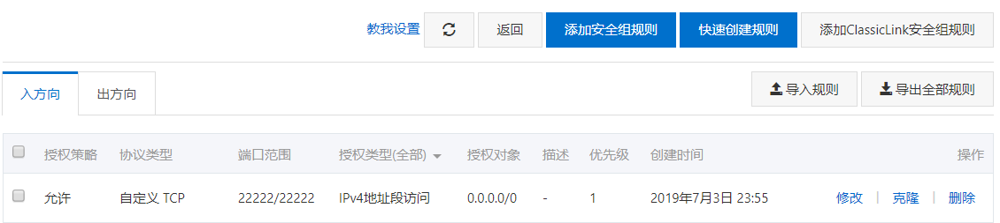 教我设置 返回 添加安全组规则 快速创建规则 添加ClassicLink安全组规则
入方向 出方向 导入规则 导出全部规则
授权策略 协议类型 端口范围 授权类型(全部) 授权对象 描述 优先级 创建时间 操作
允许 自定义 TCP 22222/22222 IPv4地址段访问 0.0.0.0/0 - 1 2019年7月3日 23:55 修改 | 克隆 | 删除